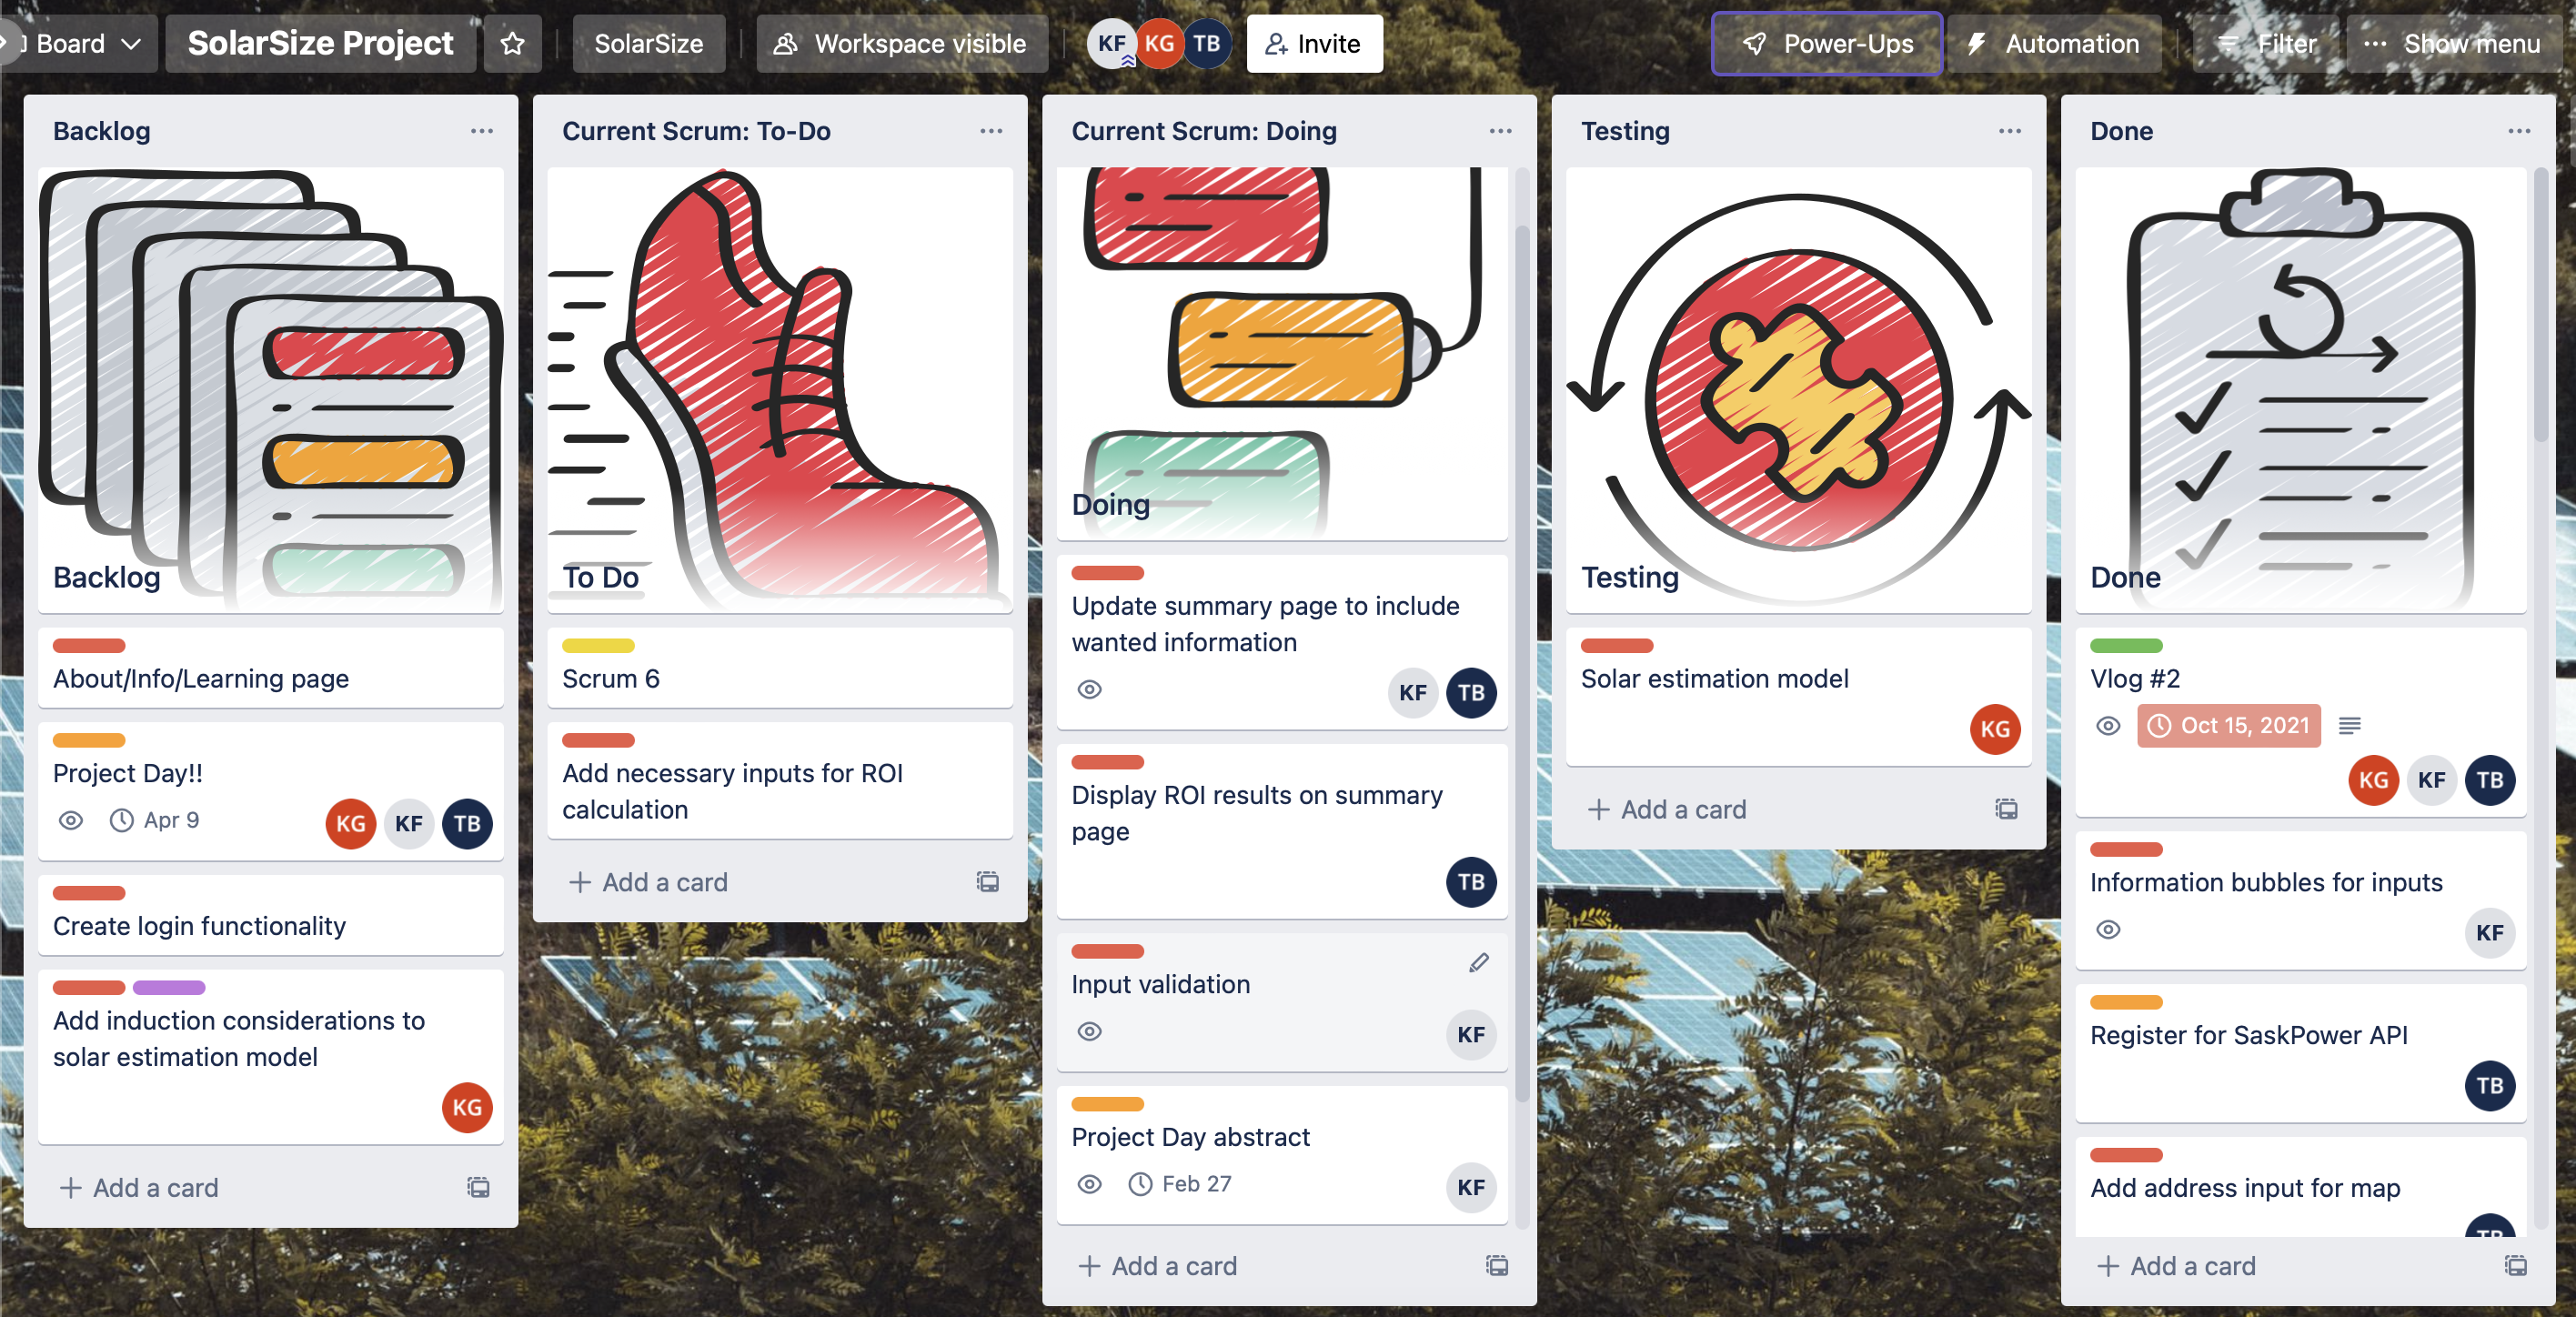 Board
SolarSize Project
SolarSize
Workspace visible
KF KG TB
Invite
Power-Ups
Automation
Filter
Show menu
Backlog
Backlog
About/Info/Learning page
Project Day!!
Apr 9
KG KF TB
Create login functionality
Add induction considerations to
solar estimation model
KG
+ Add a card
Current Scrum: To-Do
To Do
Scrum 6
Add necessary inputs for ROI
calculation
+ Add a card
Current Scrum: Doing
Doing
Update summary page to include
wanted information
KF TB
Display ROI results on summary
page
TB
Input validation
KF
Project Day abstract
Feb 27
KF
+ Add a card
Testing
Testing
Solar estimation model
KG
+ Add a card
Done
Done
Vlog #2
Oct 15, 2021
KG KF TB
Information bubbles for inputs
KF
Register for SaskPower API
TB
Add address input for map
TB
+ Add a card